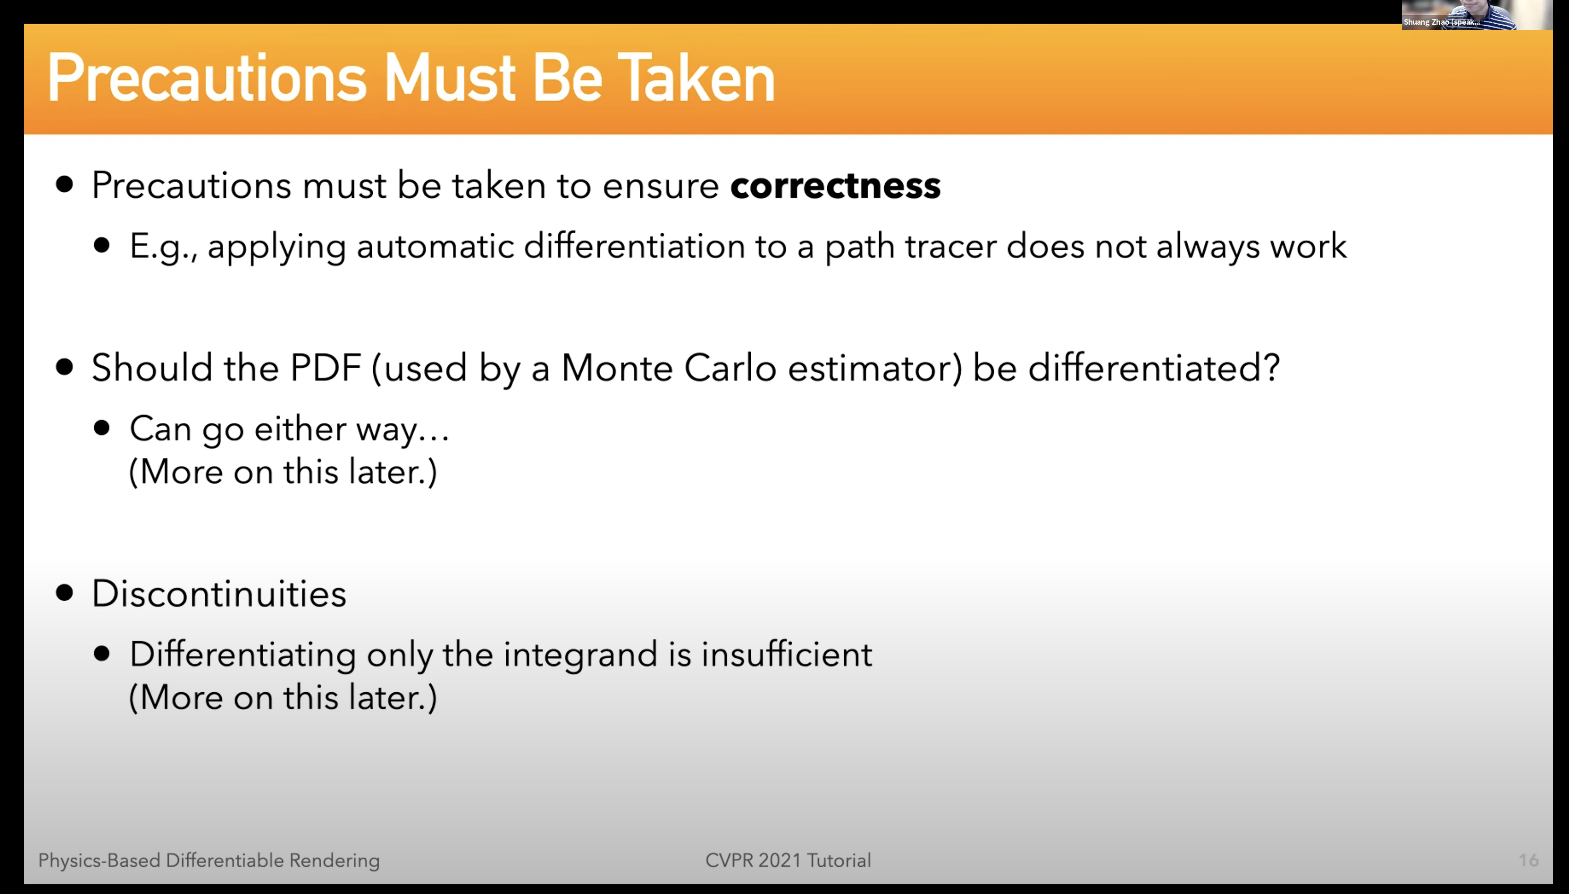 Shuang Zhao (speak...
Precautions Must Be Taken
● Precautions must be taken to ensure correctness
● E.g., applying automatic differentiation to a path tracer does not always work
● Should the PDF (used by a Monte Carlo estimator) be differentiated?
● Can go either way...
(More on this later.)
● Discontinuities
● Differentiating only the integrand is insufficient
(More on this later.)
Physics-Based Differentiable Rendering
CVPR 2021 Tutorial
16